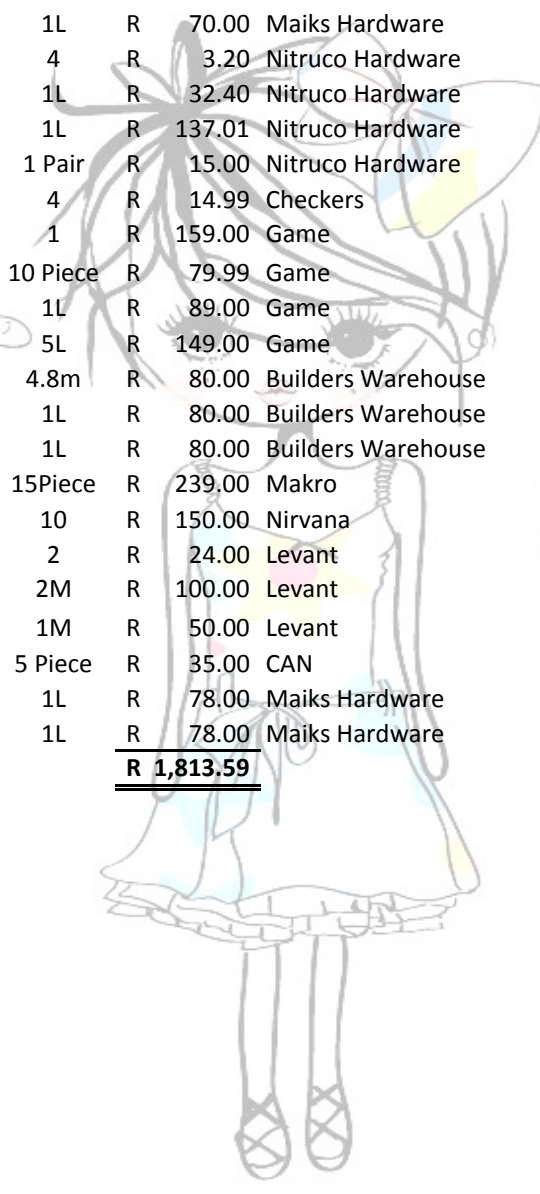 1L R 70.00 Maiks Hardware
4 R 3.20 Nitruco Hardware
1L R 32.40 Nitruco Hardware
1L R 137.01 Nitruco Hardware
1 Pair R 15.00 Nitruco Hardware
4 R 14.99 Checkers
1 R 159.00 Game
10 Piece R 79.99 Game
1L R 89.00 Game
5L R 149.00 Game
4.8m R 80.00 Builders Warehouse
1L R 80.00 Builders Warehouse
1L R 80.00 Builders Warehouse
15Piece R 239.00 Makro
10 R 150.00 Nirvana
2 R 24.00 Levant
2M R 100.00 Levant
1M R 50.00 Levant
5 Piece R 35.00 CAN
1L R 78.00 Maiks Hardware
1L R 78.00 Maiks Hardware
R 1,813.59